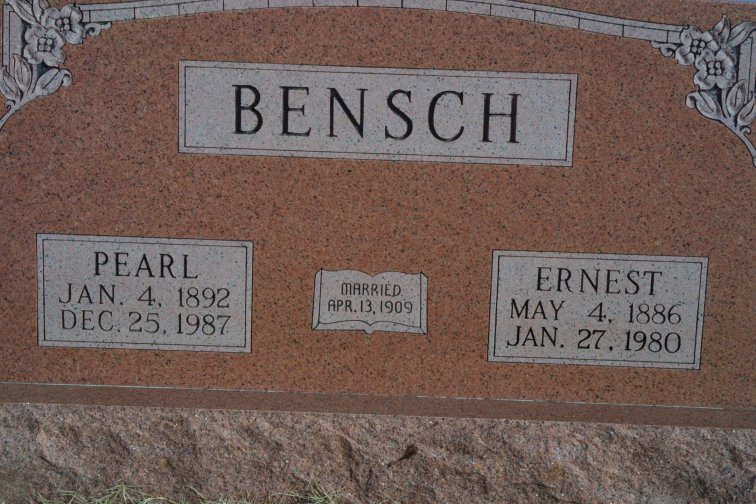 BENSCH
PEARL
JAN. 4, 1892
DEC. 25, 1987
MARRIED
APR. 13, 1909
ERNEST
MAY 4, 1886
JAN. 27, 1980